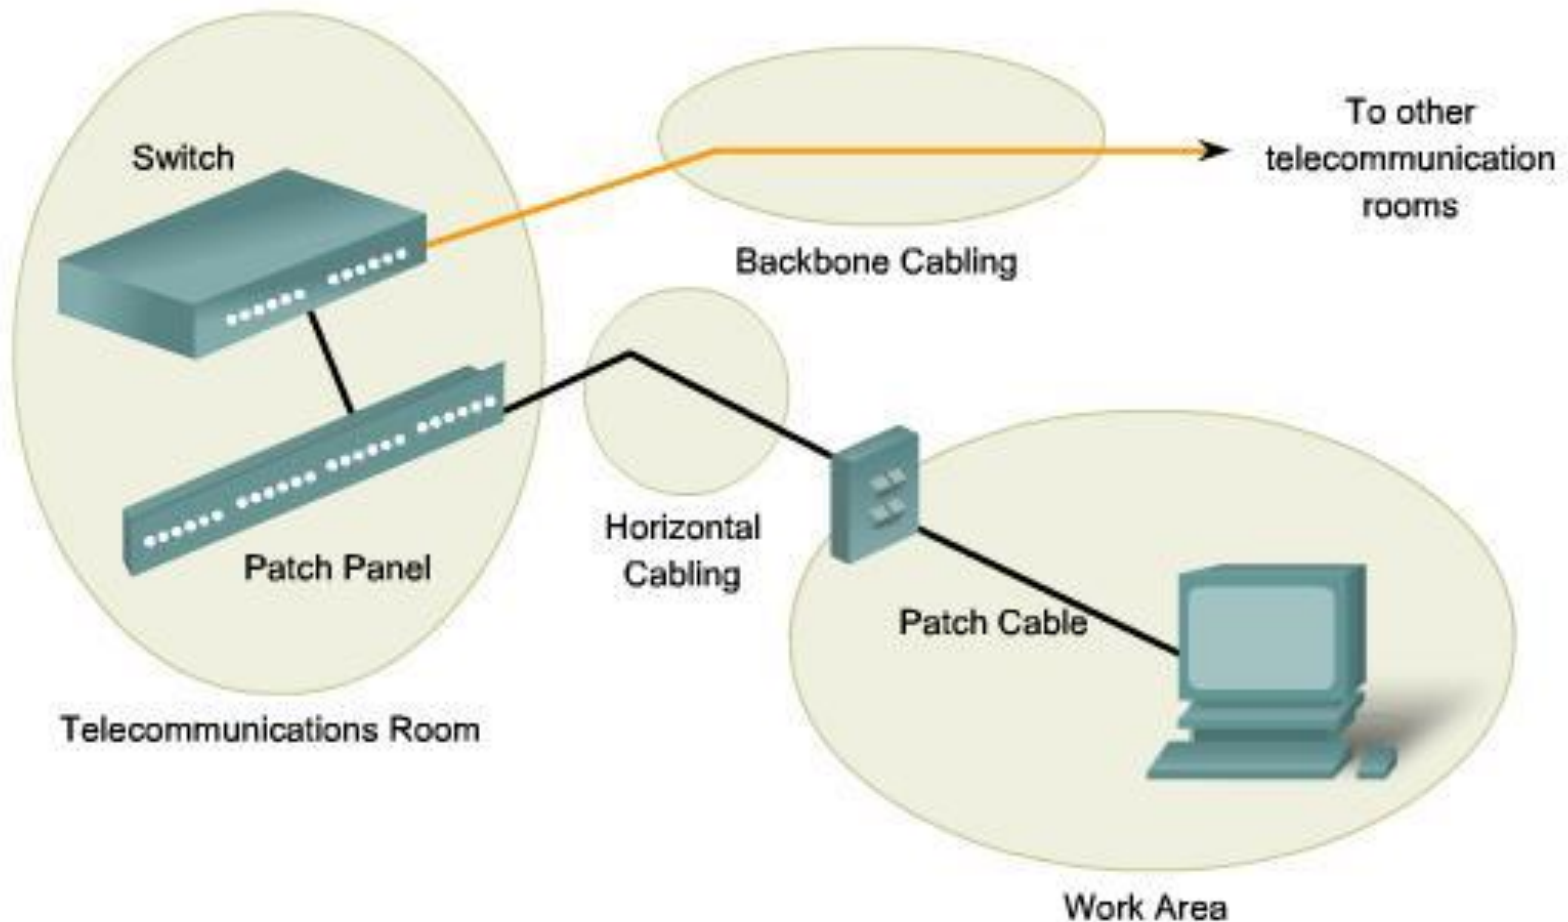 Switch
To other
telecommunication
rooms
Backbone Cabling
Horizontal
Cabling
Patch Panel
Patch Cable
Telecommunications Room
Work Area